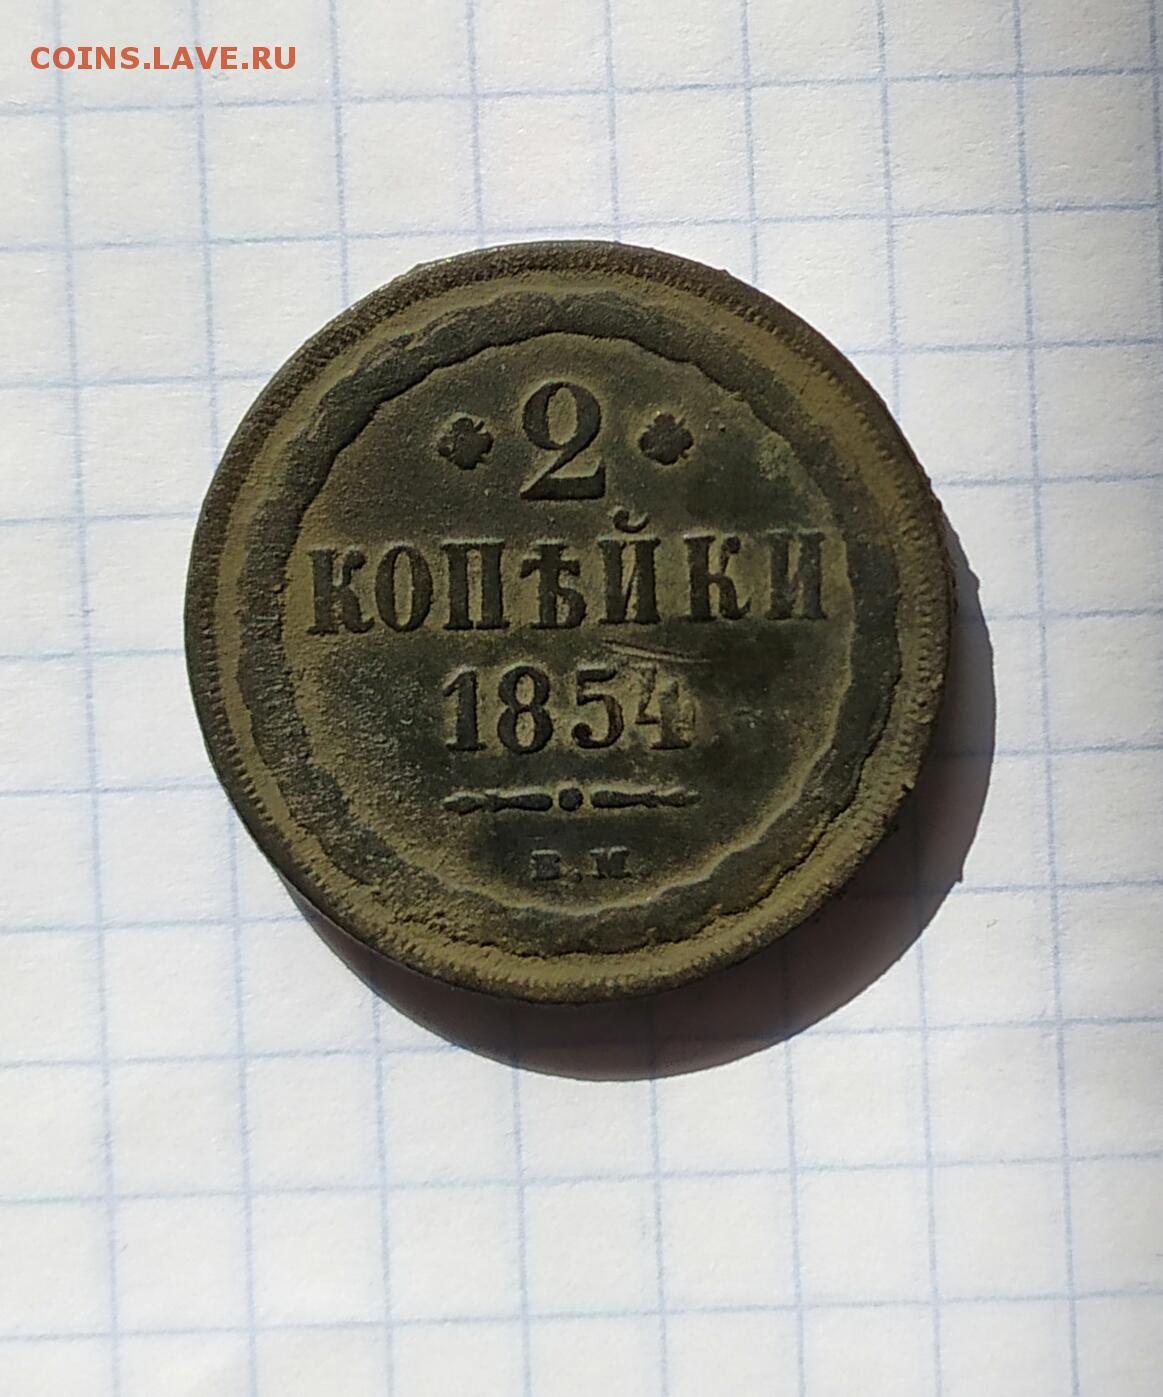 COINS.LAVE.RU
2
КОПѢЙКИ
1854
В.М.